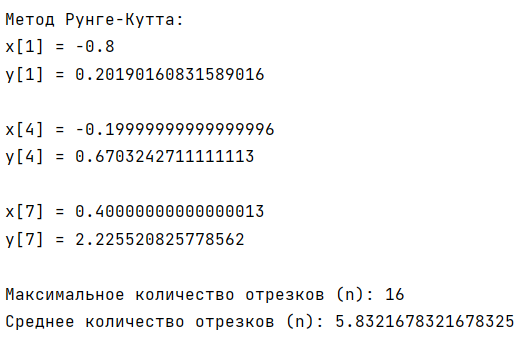 Метод Рунге-Кутта:
x[1] = -0.8
y[1] = 0.20190160831589016
x[4] = -0.19999999999999996
y[4] = 0.6703242711111113
x[7] = 0.40000000000000013
y[7] = 2.225520825778562
Максимальное количество отрезков (n): 16
Среднее количество отрезков (n): 5.8321678321678325